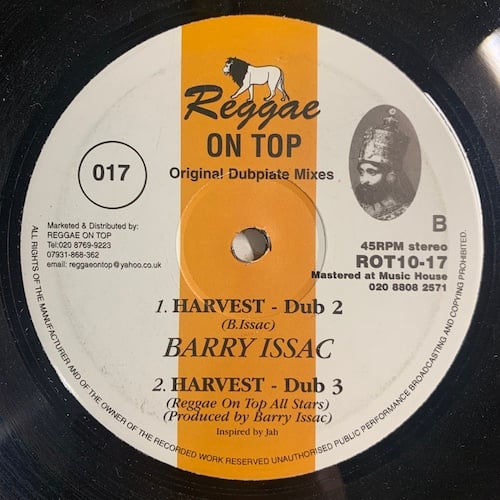 Reggae
ON TOP
Original Dubplate Mixes
017
Marketed & Distributed by:
REGGAE ON TOP
Tel:020 8769-9223
07931-868-362
email: reggaeontop@yahoo.co.uk
B
45RPM stereo
ROT10-17
Mastered at Music House
020 8808 2571
1. HARVEST - Dub 2
(B.Issac)
BARRY ISSAC
2. HARVEST - Dub 3
(Reggae On Top All Stars)
(Produced by Barry Issac)
Inspired by Jah
ALL RIGHTS OF THE MANUFACTURER AND OF THE OWNER OF THE RECORDED WORK RESERVED UNAUTHORISED PUBLIC PERFORMANCE BROADCASTING AND COPYING PROHIBITED.